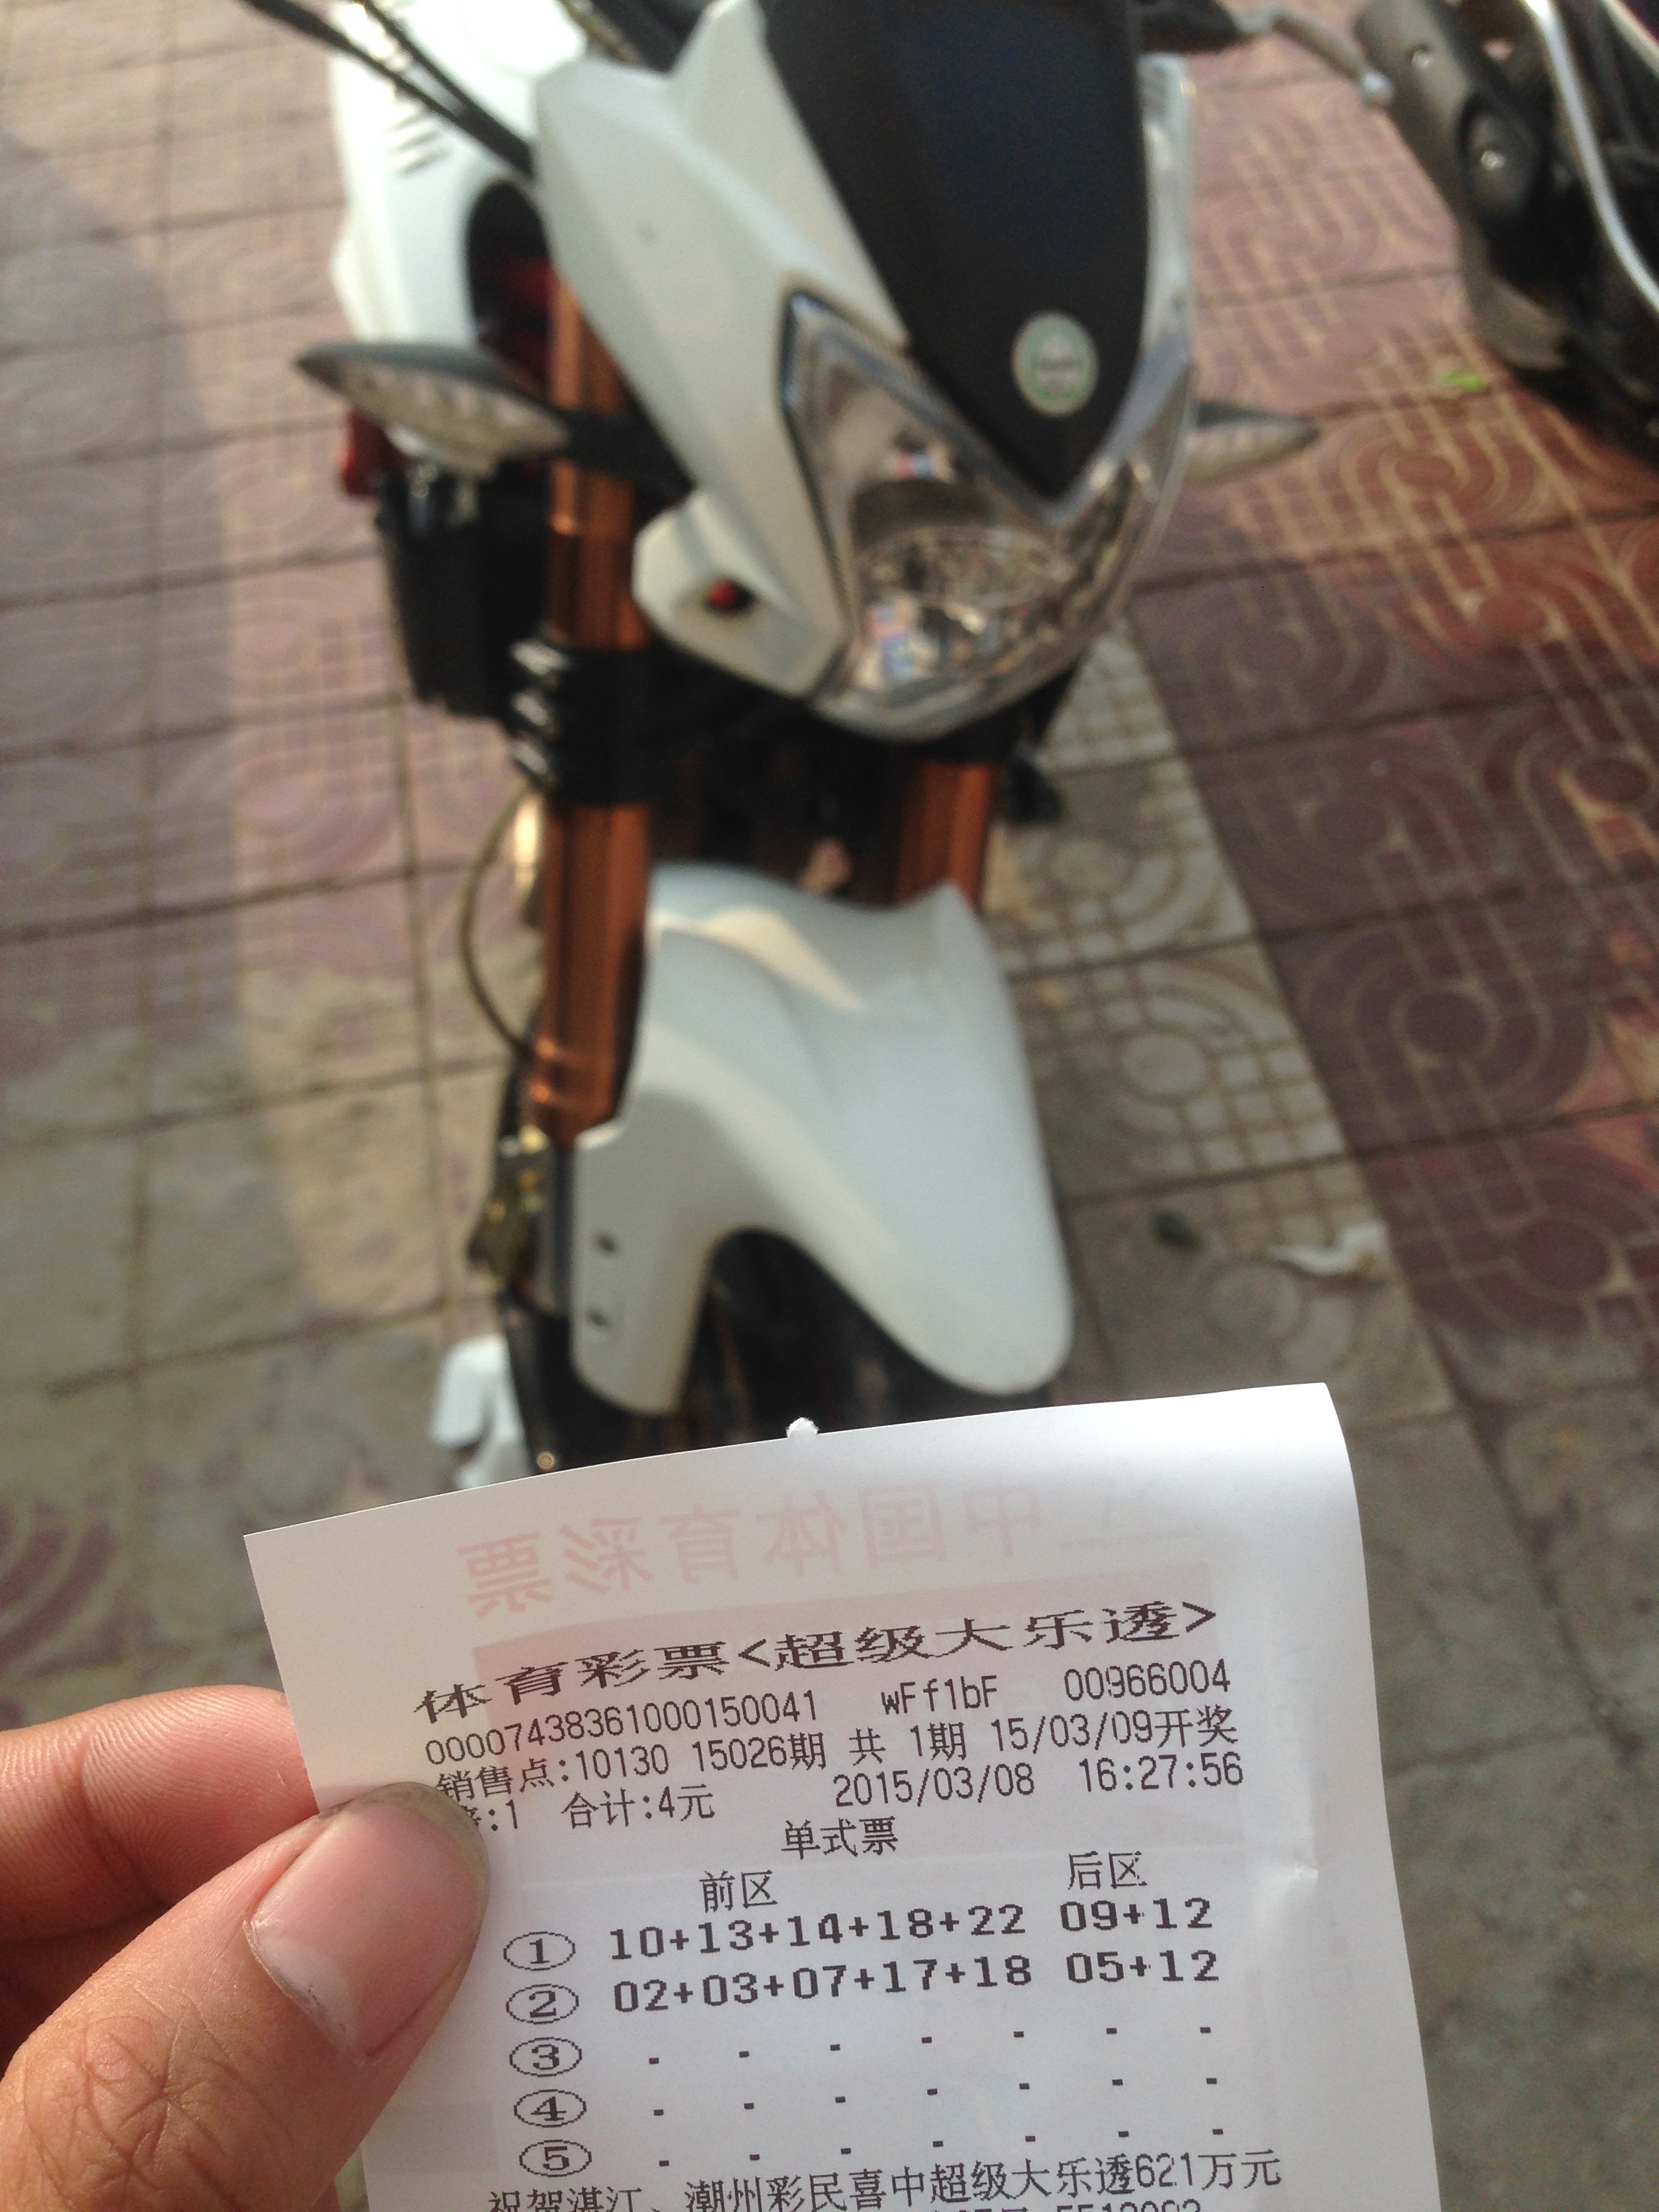 中国体育彩票
体育彩票<超级大乐透>
00007438361000150041 wFf1bF 00966004
销售点:10130 15026期 共 1期 15/03/09开奖
:1 合计:4元 2015/03/08 16:27:56
单式票
前区 后区
① 10+13+14+18+22 09+12
② 02+03+07+17+18 05+12
③ - - - - - - -
④ - - - - - - -
⑤ - - - - - - -
祝贺湛江、潮州彩民喜中超级大乐透621万元